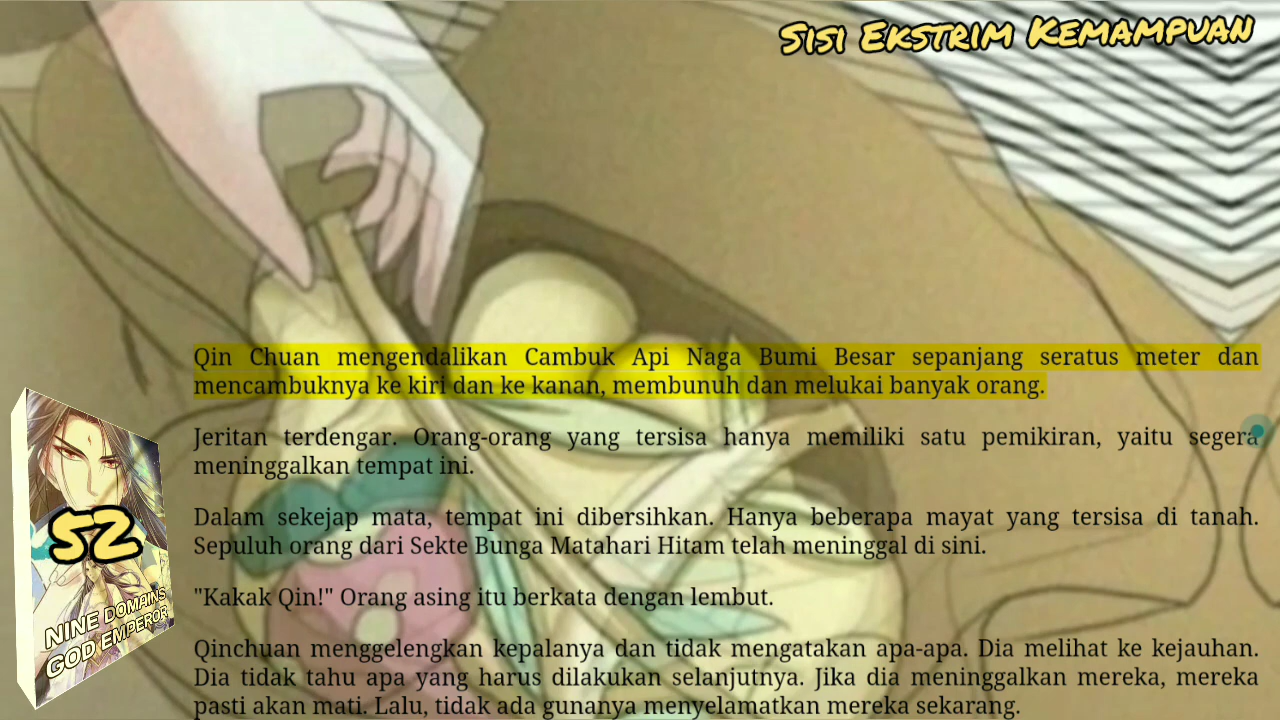 Sisi Ekstrim Kemampuan
Qin Chuan mengendalikan Cambuk Api Naga Bumi Besar sepanjang seratus meter dan
mencambuknya ke kiri dan ke kanan, membunuh dan melukai banyak orang.
Jeritan terdengar. Orang-orang yang tersisa hanya memiliki satu pemikiran, yaitu segera
meninggalkan tempat ini.
Dalam sekejap mata, tempat ini dibersihkan. Hanya beberapa mayat yang tersisa di tanah.
Sepuluh orang dari Sekte Bunga Matahari Hitam telah meninggal di sini.
"Kakak Qin!" Orang asing itu berkata dengan lembut.
Qinchuan menggelengkan kepalanya dan tidak mengatakan apa-apa. Dia melihat ke kejauhan.
Dia tidak tahu apa yang harus dilakukan selanjutnya. Jika dia meninggalkan mereka, mereka
pasti akan mati. Lalu, tidak ada gunanya menyelamatkan mereka sekarang.
52
NINE DOMAINS
GOD EMPEROR